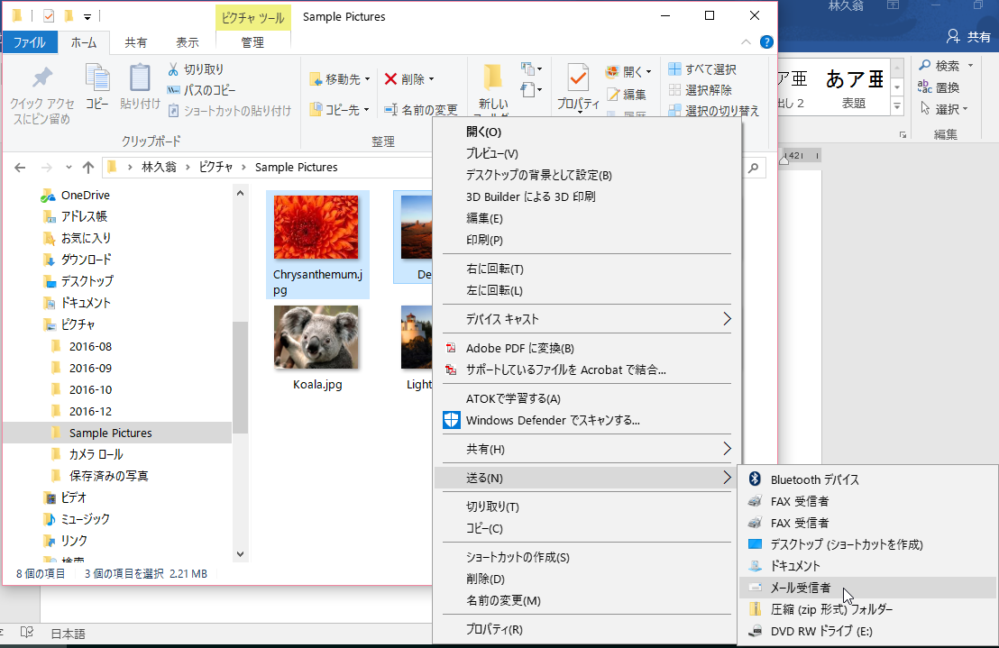 ピクチャ ツール
Sample Pictures
林久翁
ファイル
ホーム
共有
表示
管理
共有
クイック アクセスにピン留め
コピー
貼り付け
切り取り
パスのコピー
ショートカットの貼り付け
クリップボード
移動先
コピー先
削除
名前の変更
整理
新しい
プロパティ
開く
編集
すべて選択
選択解除
選択の切り替え
ア亜
あア亜
出し 2
表題
検索
置換
選択
編集
林久翁 › ピクチャ › Sample Pictures
42
OneDrive
アドレス帳
お気に入り
ダウンロード
デスクトップ
ドキュメント
ピクチャ
2016-08
2016-09
2016-10
2016-12
Sample Pictures
カメラ ロール
保存済みの写真
ビデオ
ミュージック
リンク
検索
Chrysanthemum.j
pg
De
Koala.jpg
Light
8 個の項目
3 個の項目を選択 2.21 MB
日本語
開く(O)
プレビュー(V)
デスクトップの背景として設定(B)
3D Builder による 3D 印刷
編集(E)
印刷(P)
右に回転(T)
左に回転(L)
デバイス キャスト
Adobe PDF に変換(B)
サポートしているファイルを Acrobat で結合...
ATOKで学習する(A)
Windows Defender でスキャンする...
共有(H)
送る(N)
切り取り(T)
コピー(C)
ショートカットの作成(S)
削除(D)
名前の変更(M)
プロパティ(R)
Bluetooth デバイス
FAX 受信者
FAX 受信者
デスクトップ (ショートカットを作成)
ドキュメント
メール受信者
圧縮 (zip 形式) フォルダー
DVD RW ドライブ (E:)